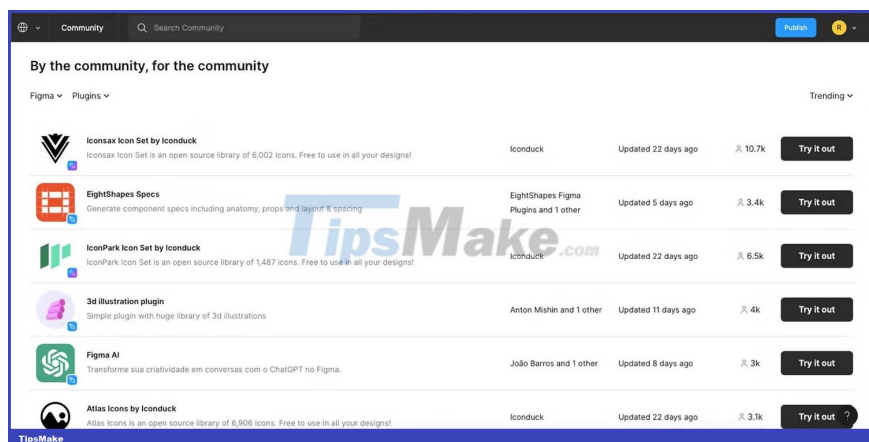 Community
Search Community
Publish
R
By the community, for the community
Figma
Plugins
Trending
Iconsax Icon Set by Iconduck
Iconsax Icon Set is an open source library of 6,002 icons. Free to use in all your designs!
Iconduck
Updated 22 days ago
10.7k
Try it out
EightShapes Specs
Generate component specs including anatomy, props and layout & spacing
EightShapes Figma
Plugins and 1 other
Updated 5 days ago
3.4k
Try it out
TipsMake.com
IconPark Icon Set by Iconduck
IconPark Icon Set is an open source library of 1,487 icons. Free to use in all your designs!
Iconduck
Updated 22 days ago
6.5k
Try it out
3d illustration plugin
Simple plugin with huge library of 3d illustrations
Anton Mishin and 1 other
Updated 11 days ago
4k
Try it out
Figma AI
Transforme sua criatividade em conversas com o ChatGPT no Figma.
João Barros and 1 other
Updated 8 days ago
3k
Try it out
Atlas Icons by Iconduck
Atlas Icons is an open source library of 6,906 icons. Free to use in all your designs!
Iconduck
Updated 22 days ago
3.1k
Try it out
?
TipsMake